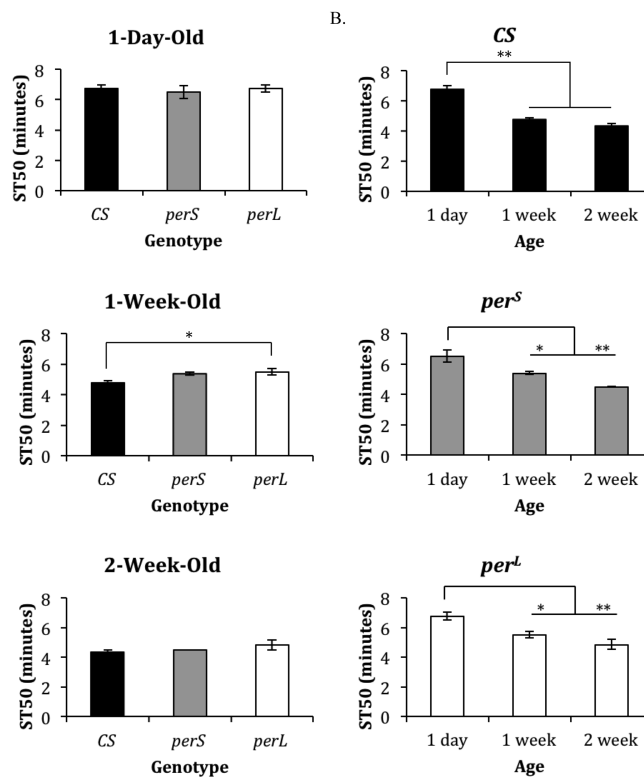 B.
1-Day-Old
ST50 (minutes)
8
6
4
2
0
CS perS perL
Genotype
CS
**
ST50 (minutes)
8
6
4
2
0
1 day 1 week 2 week
Age
1-Week-Old
*
ST50 (minutes)
8
6
4
2
0
CS perS perL
Genotype
perS
* **
ST50 (minutes)
8
6
4
2
0
1 day 1 week 2 week
Age
2-Week-Old
ST50 (minutes)
8
6
4
2
0
CS perS perL
Genotype
perL
* **
ST50 (minutes)
8
6
4
2
0
1 day 1 week 2 week
Age